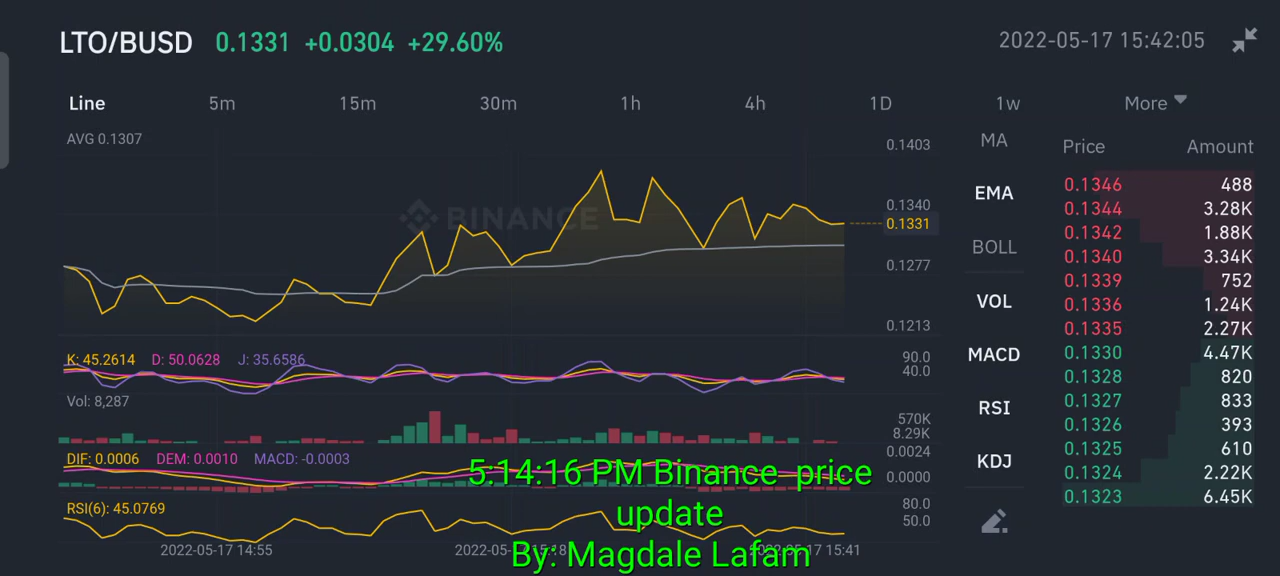 LTO/BUSD 0.1331 +0.0304 +29.60% 2022-05-17 15:42:05
Line 5m 15m 30m 1h 4h 1D 1w More
AVG 0.1307
0.1403
0.1340
0.1331
0.1277
0.1213
BINANCE
K: 45.2614 D: 50.0628 J: 35.6586
90.0
40.0
Vol: 8,287
570K
8.29K
DIF: 0.0006 DEM: 0.0010 MACD: -0.0003
0.0024
0.0000
RSI(6): 45.0769
80.0
50.0
2022-05-17 14:55 2022-05 15:18 15:41
MA
EMA
BOLL
VOL
MACD
RSI
KDJ
Price Amount
0.1346 488
0.1344 3.28K
0.1342 1.88K
0.1340 3.34K
0.1339 752
0.1336 1.24K
0.1335 2.27K
0.1330 4.47K
0.1328 820
0.1327 833
0.1326 393
0.1325 610
0.1324 2.22K
0.1323 6.45K
5:14:16 PM Binance price
update
By: Magdale Lafam